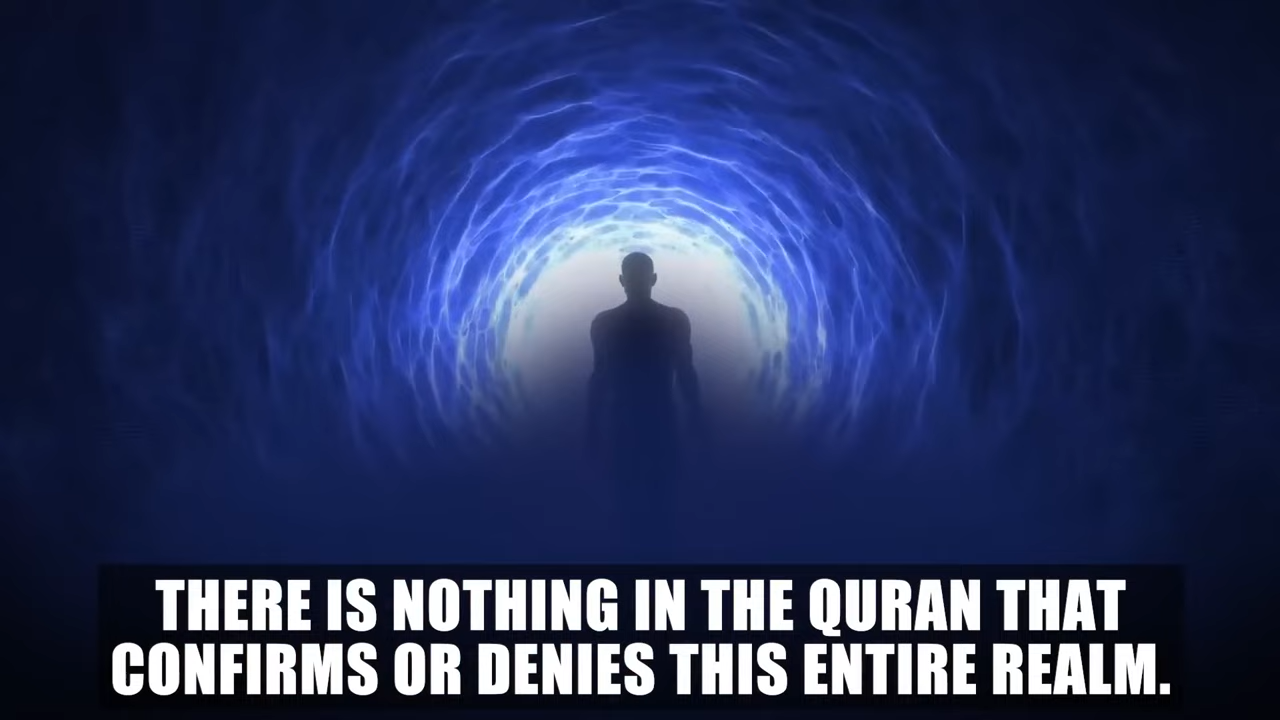 THERE IS NOTHING IN THE QURAN THAT
CONFIRMS OR DENIES THIS ENTIRE REALM.